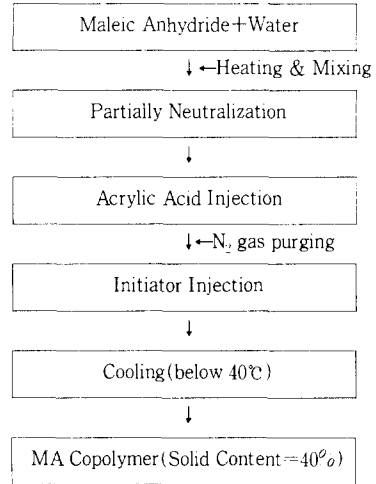 Maleic Anhydride+Water
↓ ←Heating & Mixing
Partially Neutralization
↓
Acrylic Acid Injection
↓ ←N₂ gas purging
Initiator Injection
↓
Cooling(below 40℃)
↓
MA Copolymer(Solid Content=40%)